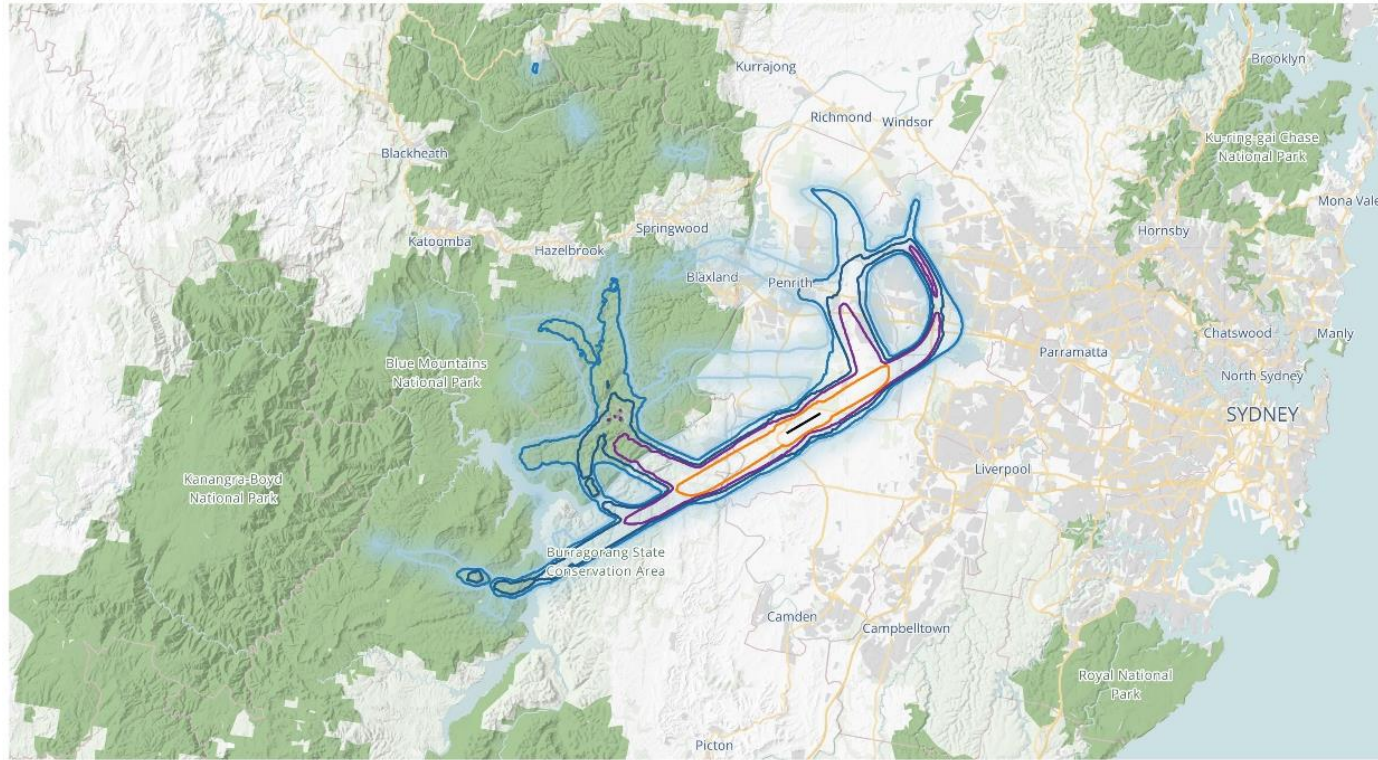 Brooklyn
Kurrajong
Richmond
Windsor
Ku-ring-gai Chase
National Park
Blackheath
Mona Vale
Springwood
Hornsby
Katoomba
Hazelbrook
Blaxland
Penrith
Chatswood
Manly
Parramatta
Blue Mountains
National Park
North Sydney
SYDNEY
Liverpool
Kanangra-Boyd
National Park
Burragorang State
Conservation Area
Camden
Campbelltown
Royal National
Park
Picton